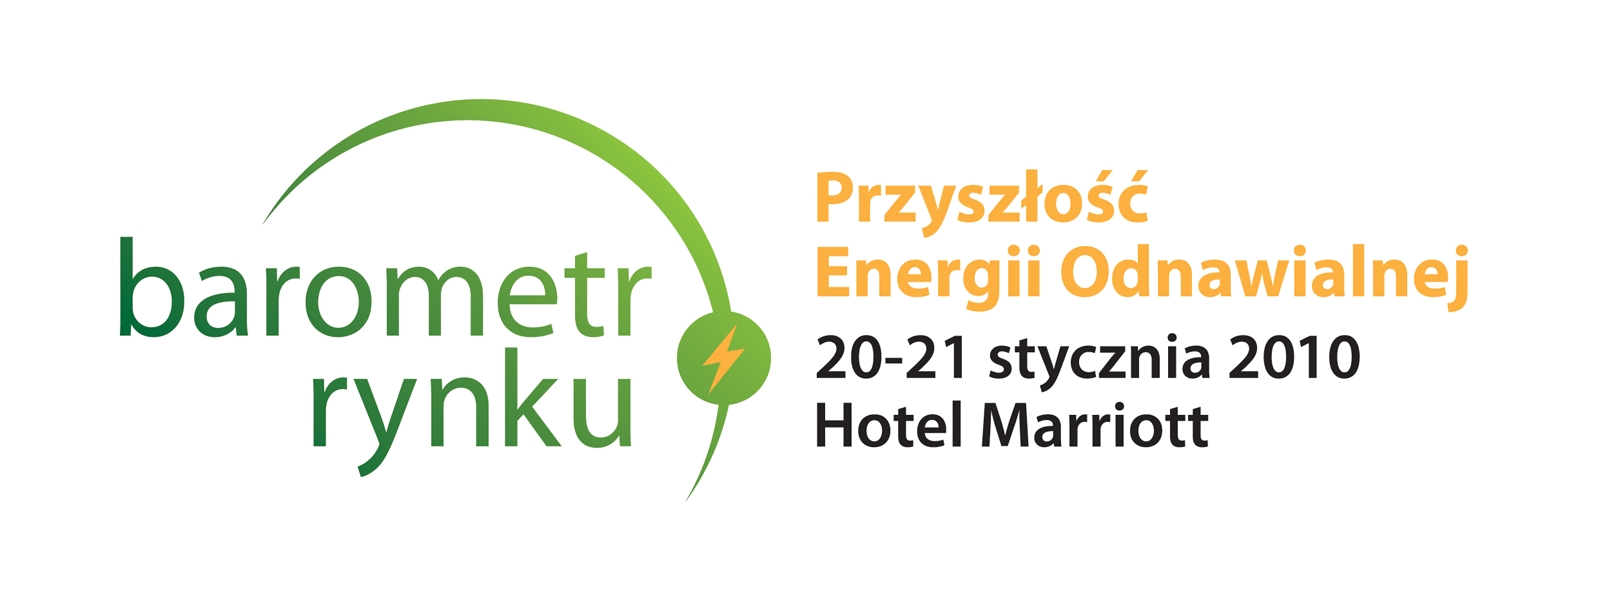 barometr
rynku
Przyszłość
Energii Odnawialnej
20-21 stycznia 2010
Hotel Marriott